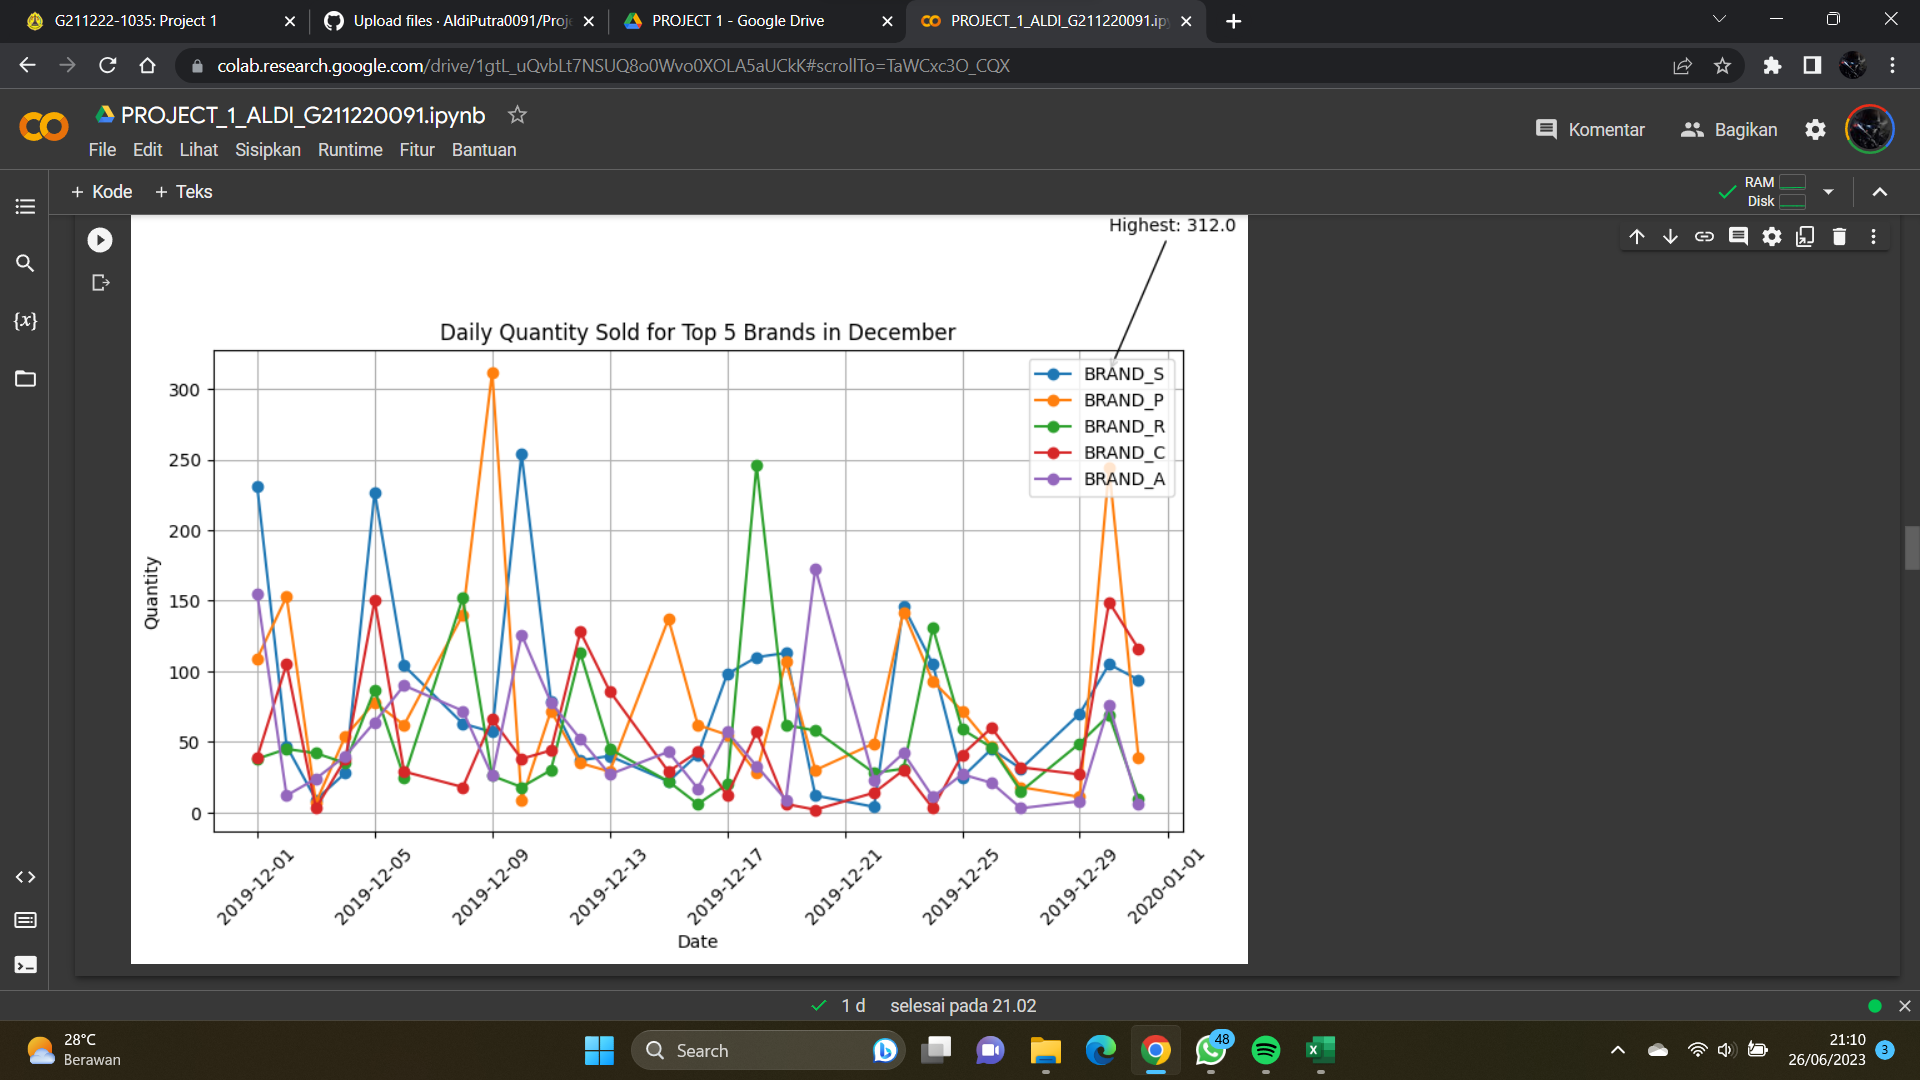 G211222-1035: Project 1
Upload files · AldiPutra0091/Proje
PROJECT 1 - Google Drive
PROJECT_1_ALDI_G211220091.ip
colab.research.google.com/drive/1gtL_uQvbLt7NSUQ8o0Wvo0XOLA5aUCkK#scrollTo=TaWCxc3O_CQX
PROJECT_1_ALDI_G211220091.ipynb
File Edit Lihat Sisipkan Runtime Fitur Bantuan
Komentar
Bagikan
+ Kode + Teks
RAM
Disk
{x}
Highest: 312.0
Daily Quantity Sold for Top 5 Brands in December
BRAND_S
BRAND_P
BRAND_R
BRAND_C
BRAND_A
300
250
200
150
100
50
0
Quantity
2019-12-01
2019-12-05
2019-12-09
2019-12-13
2019-12-17
2019-12-21
2019-12-25
2019-12-29
2020-01-01
Date
1 d selesai pada 21.02
28°C
Berawan
Search
48
21:10
26/06/2023
3